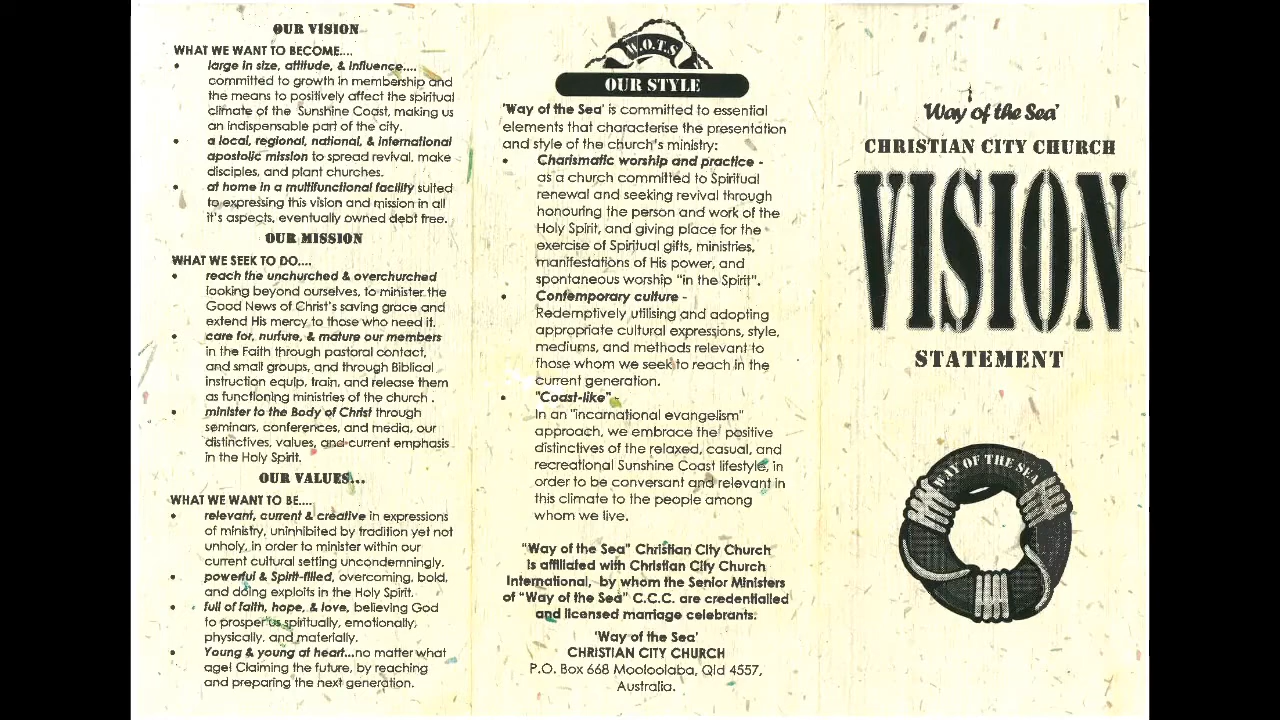 OUR VISION
WHAT WE WANT TO BECOME....
• large in size, attitude, & influence....
committed to growth in membership and
the means to positively affect the spiritual
climate of the Sunshine Coast, making us
an indispensable part of the city.
• a local, regional, national, & international
apostolic mission to spread revival, make
disciples, and plant churches.
• at home in a multifunctional facility suited
to expressing this vision and mission in all
it's aspects, eventually owned debt free.
OUR MISSION
WHAT WE SEEK TO DO....
• reach the unchurched & overchurched
looking beyond ourselves, to minister the
Good News of Christ's saving grace and
extend His mercy to those who need it.
• care for, nurture, & mature our members
in the Faith through pastoral contact,
and small groups, and through Biblical
instruction equip, train, and release them
as functioning ministries of the church .
• minister to the Body of Christ through
seminars, conferences, and media, our
distinctives, values, and current emphasis
in the Holy Spirit.
OUR VALUES...
WHAT WE WANT TO BE....
• relevant, current & creative in expressions
of ministry, uninhibited by tradition yet not
unholy, in order to minister within our
current cultural setting uncondemningly.
• powerful & Spirit-filled, overcoming, bold,
and doing exploits in the Holy Spirit.
• full of faith, hope, & love, believing God
to prosper us spiritually, emotionally,
physically, and materially.
• Young & young at heart...no matter what
age! Claiming the future, by reaching
and preparing the next generation.
W.O.T.S
OUR STYLE
'Way of the Sea' is committed to essential
elements that characterise the presentation
and style of the church's ministry:
• Charismatic worship and practice -
as a church committed to Spiritual
renewal and seeking revival through
honouring the person and work of the
Holy Spirit, and giving place for the
exercise of Spiritual gifts, ministries,
manifestations of His power, and
spontaneous worship "in the Spirit".
• Contemporary culture -
Redemptively utilising and adopting
appropriate cultural expressions, style,
mediums, and methods relevant to
those whom we seek to reach in the
current generation.
• "Coast-like" -
In an "incarnational evangelism"
approach, we embrace the positive
distinctives of the relaxed, casual, and
recreational Sunshine Coast lifestyle, in
order to be conversant and relevant in
this climate to the people among
whom we live.
"Way of the Sea" Christian City Church
is affiliated with Christian City Church
International, by whom the Senior Ministers
of "Way of the Sea" C.C.C. are credentialled
and licensed marriage celebrants.
'Way of the Sea'
CHRISTIAN CITY CHURCH
P.O. Box 668 Mooloolaba, Qld 4557,
Australia.
'Way of the Sea'
CHRISTIAN CITY CHURCH
VISION
STATEMENT
WAY OF THE SEA